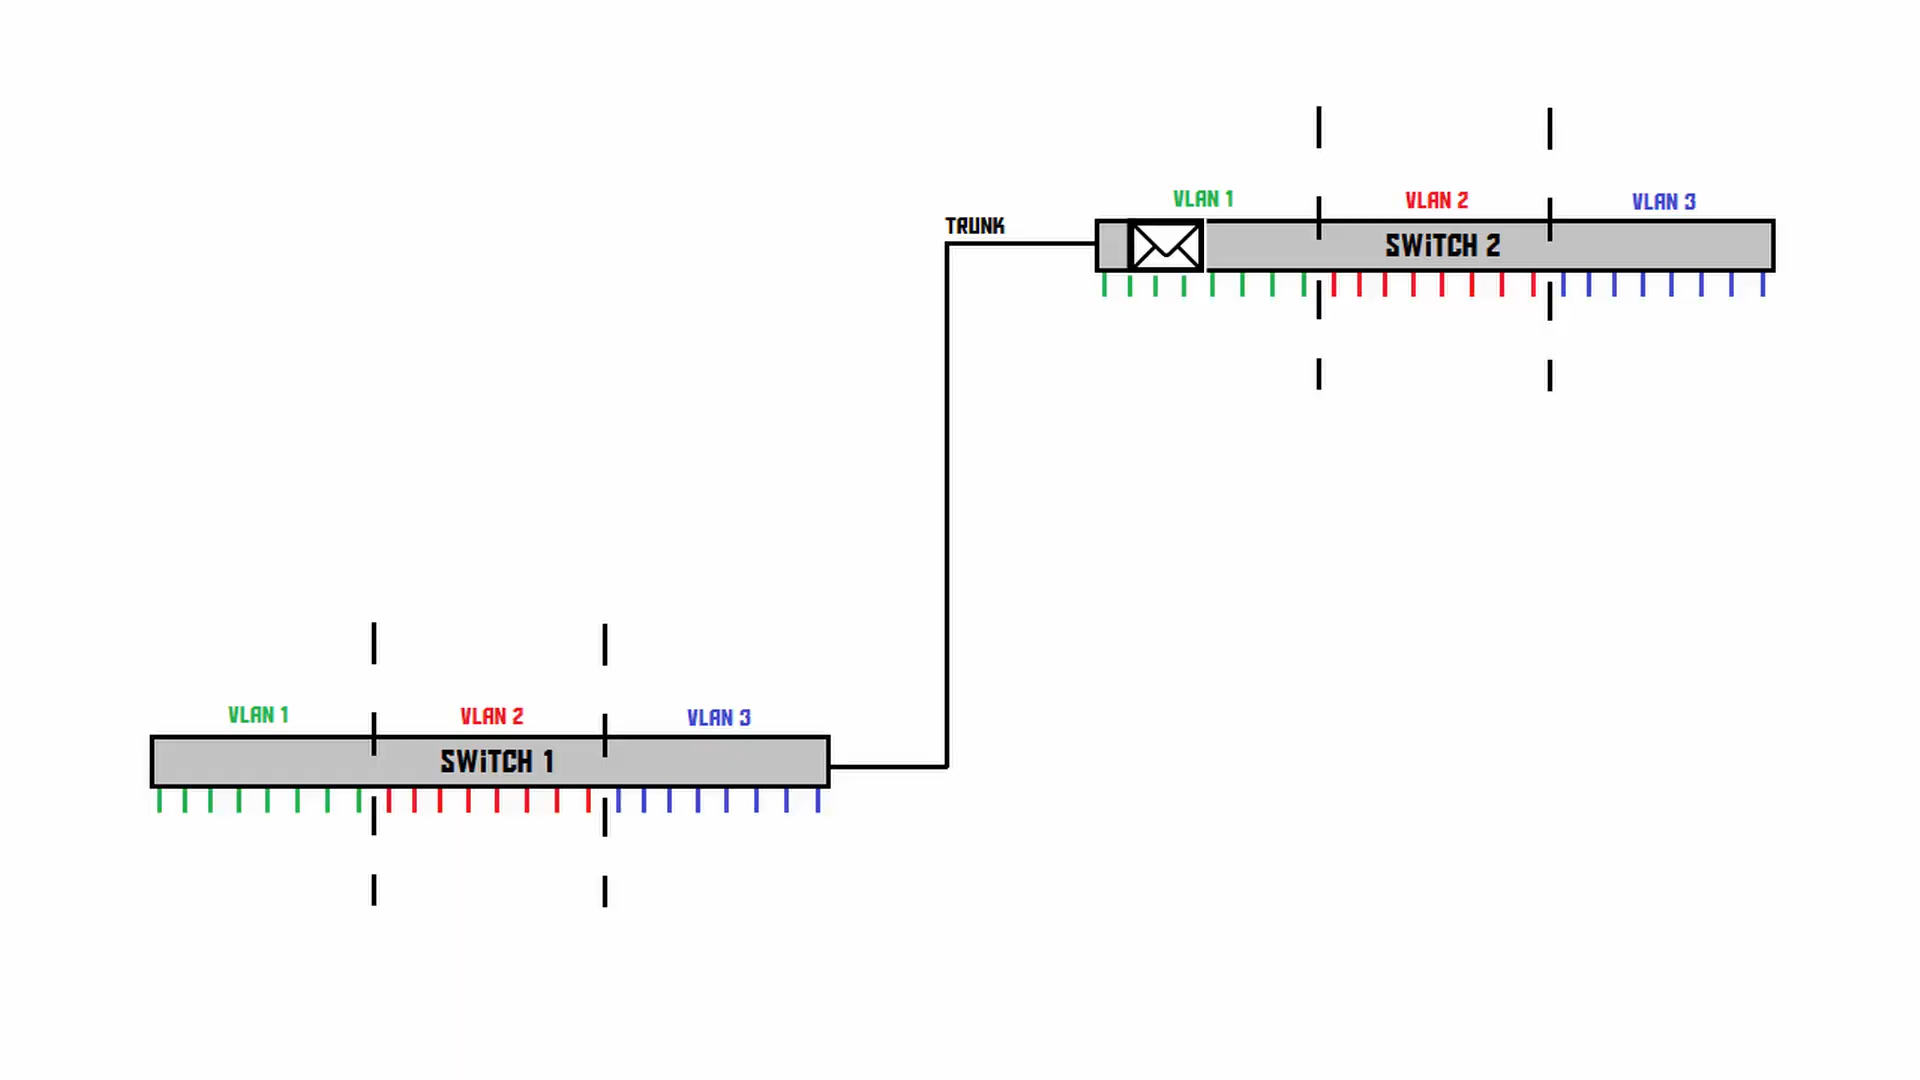 VLAN 1
VLAN 2
VLAN 3
TRUNK
SWiTCH 2
VLAN 1
VLAN 2
VLAN 3
SWiTCH 1